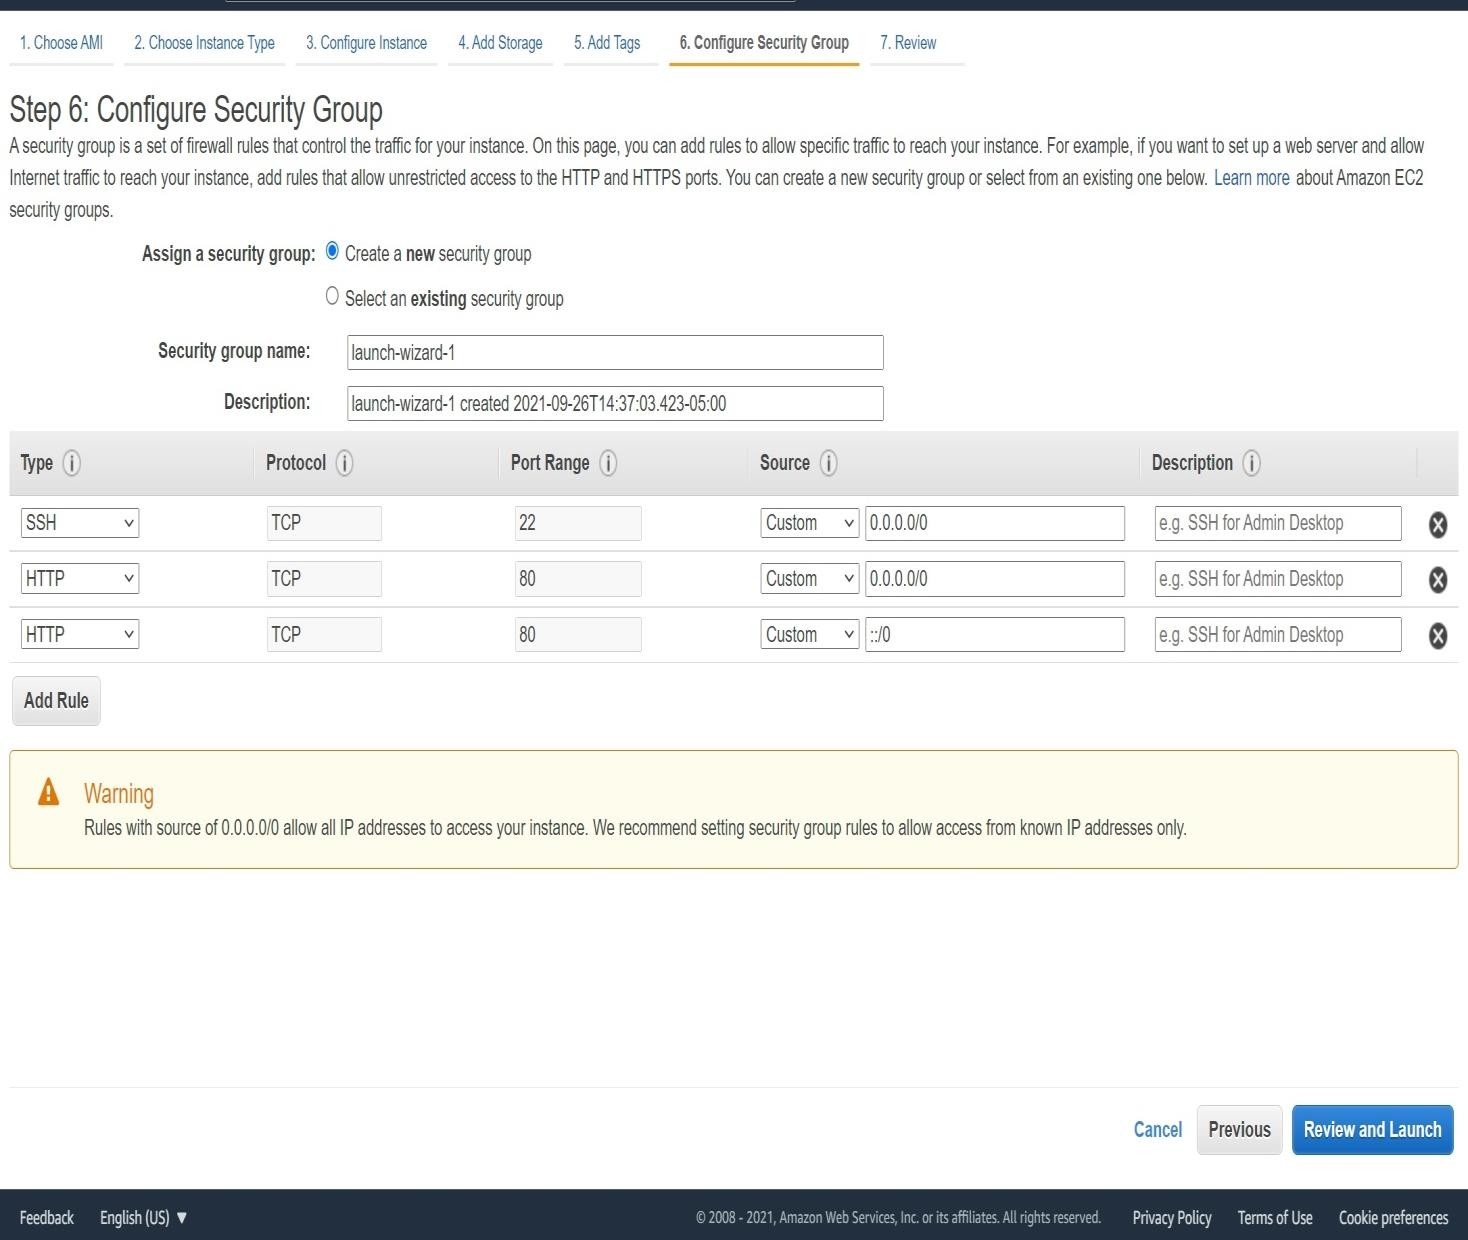 1. Choose AMI 2. Choose Instance Type 3. Configure Instance 4. Add Storage 5. Add Tags 6. Configure Security Group 7. Review
Step 6: Configure Security Group
A security group is a set of firewall rules that control the traffic for your instance. On this page, you can add rules to allow specific traffic to reach your instance. For example, if you want to set up a web server and allow
Internet traffic to reach your instance, add rules that allow unrestricted access to the HTTP and HTTPS ports. You can create a new security group or select from an existing one below. Learn more about Amazon EC2
security groups.
Assign a security group: Create a new security group
Select an existing security group
Security group name: launch-wizard-1
Description: launch-wizard-1 created 2021-09-26T14:37:03.423-05:00
Type Protocol Port Range Source Description
SSH TCP 22 Custom 0.0.0.0/0 e.g. SSH for Admin Desktop
HTTP TCP 80 Custom 0.0.0.0/0 e.g. SSH for Admin Desktop
HTTP TCP 80 Custom ::/0 e.g. SSH for Admin Desktop
Add Rule
Warning
Rules with source of 0.0.0.0/0 allow all IP addresses to access your instance. We recommend setting security group rules to allow access from known IP addresses only.
Cancel Previous Review and Launch
Feedback English (US) © 2008 - 2021, Amazon Web Services, Inc. or its affiliates. All rights reserved. Privacy Policy Terms of Use Cookie preferences